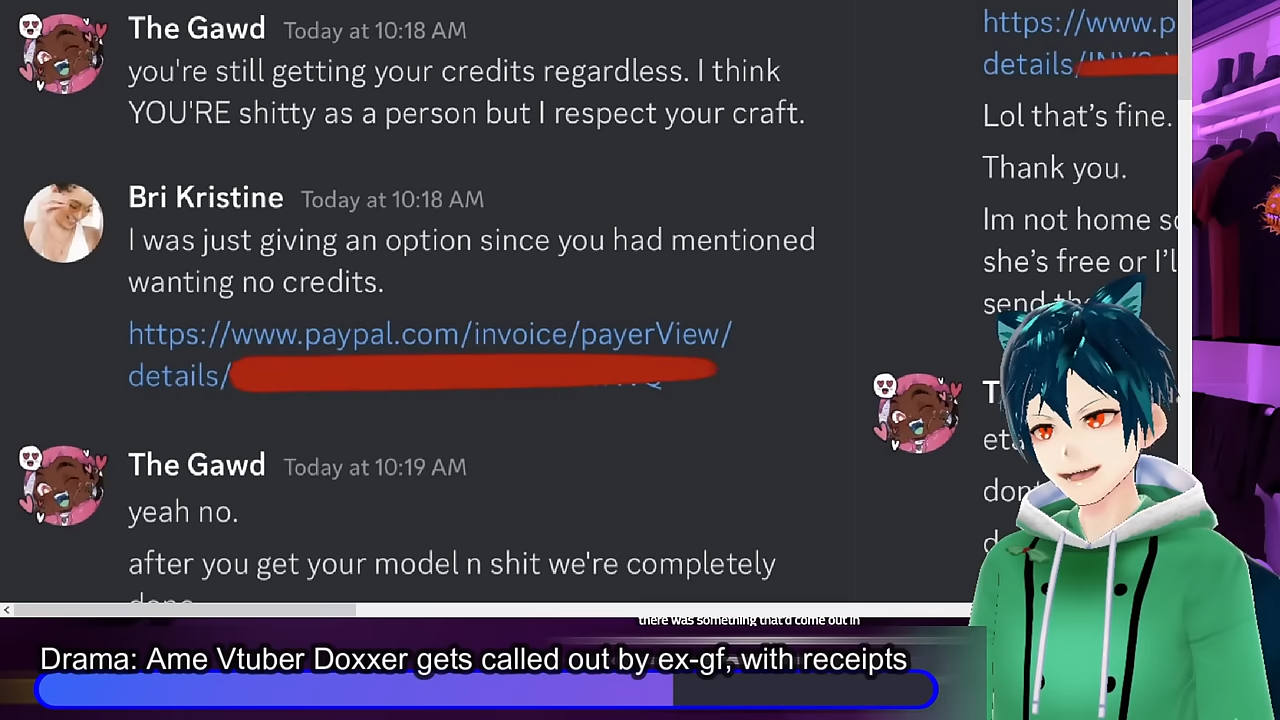 The Gawd Today at 10:18 AM
you're still getting your credits regardless. I think
YOU'RE shitty as a person but I respect your craft.
Bri Kristine Today at 10:18 AM
I was just giving an option since you had mentioned
wanting no credits.
https://www.paypal.com/invoice/payerView/
details/
The Gawd Today at 10:19 AM
yeah no.
after you get your model n shit we're completely
https://www.p
details/
Lol that's fine.
Thank you.
Im not home so
she's free or I'l
send
there was something that'd come out in
Drama: Ame Vtuber Doxxer gets called out by ex-gf, with receipts